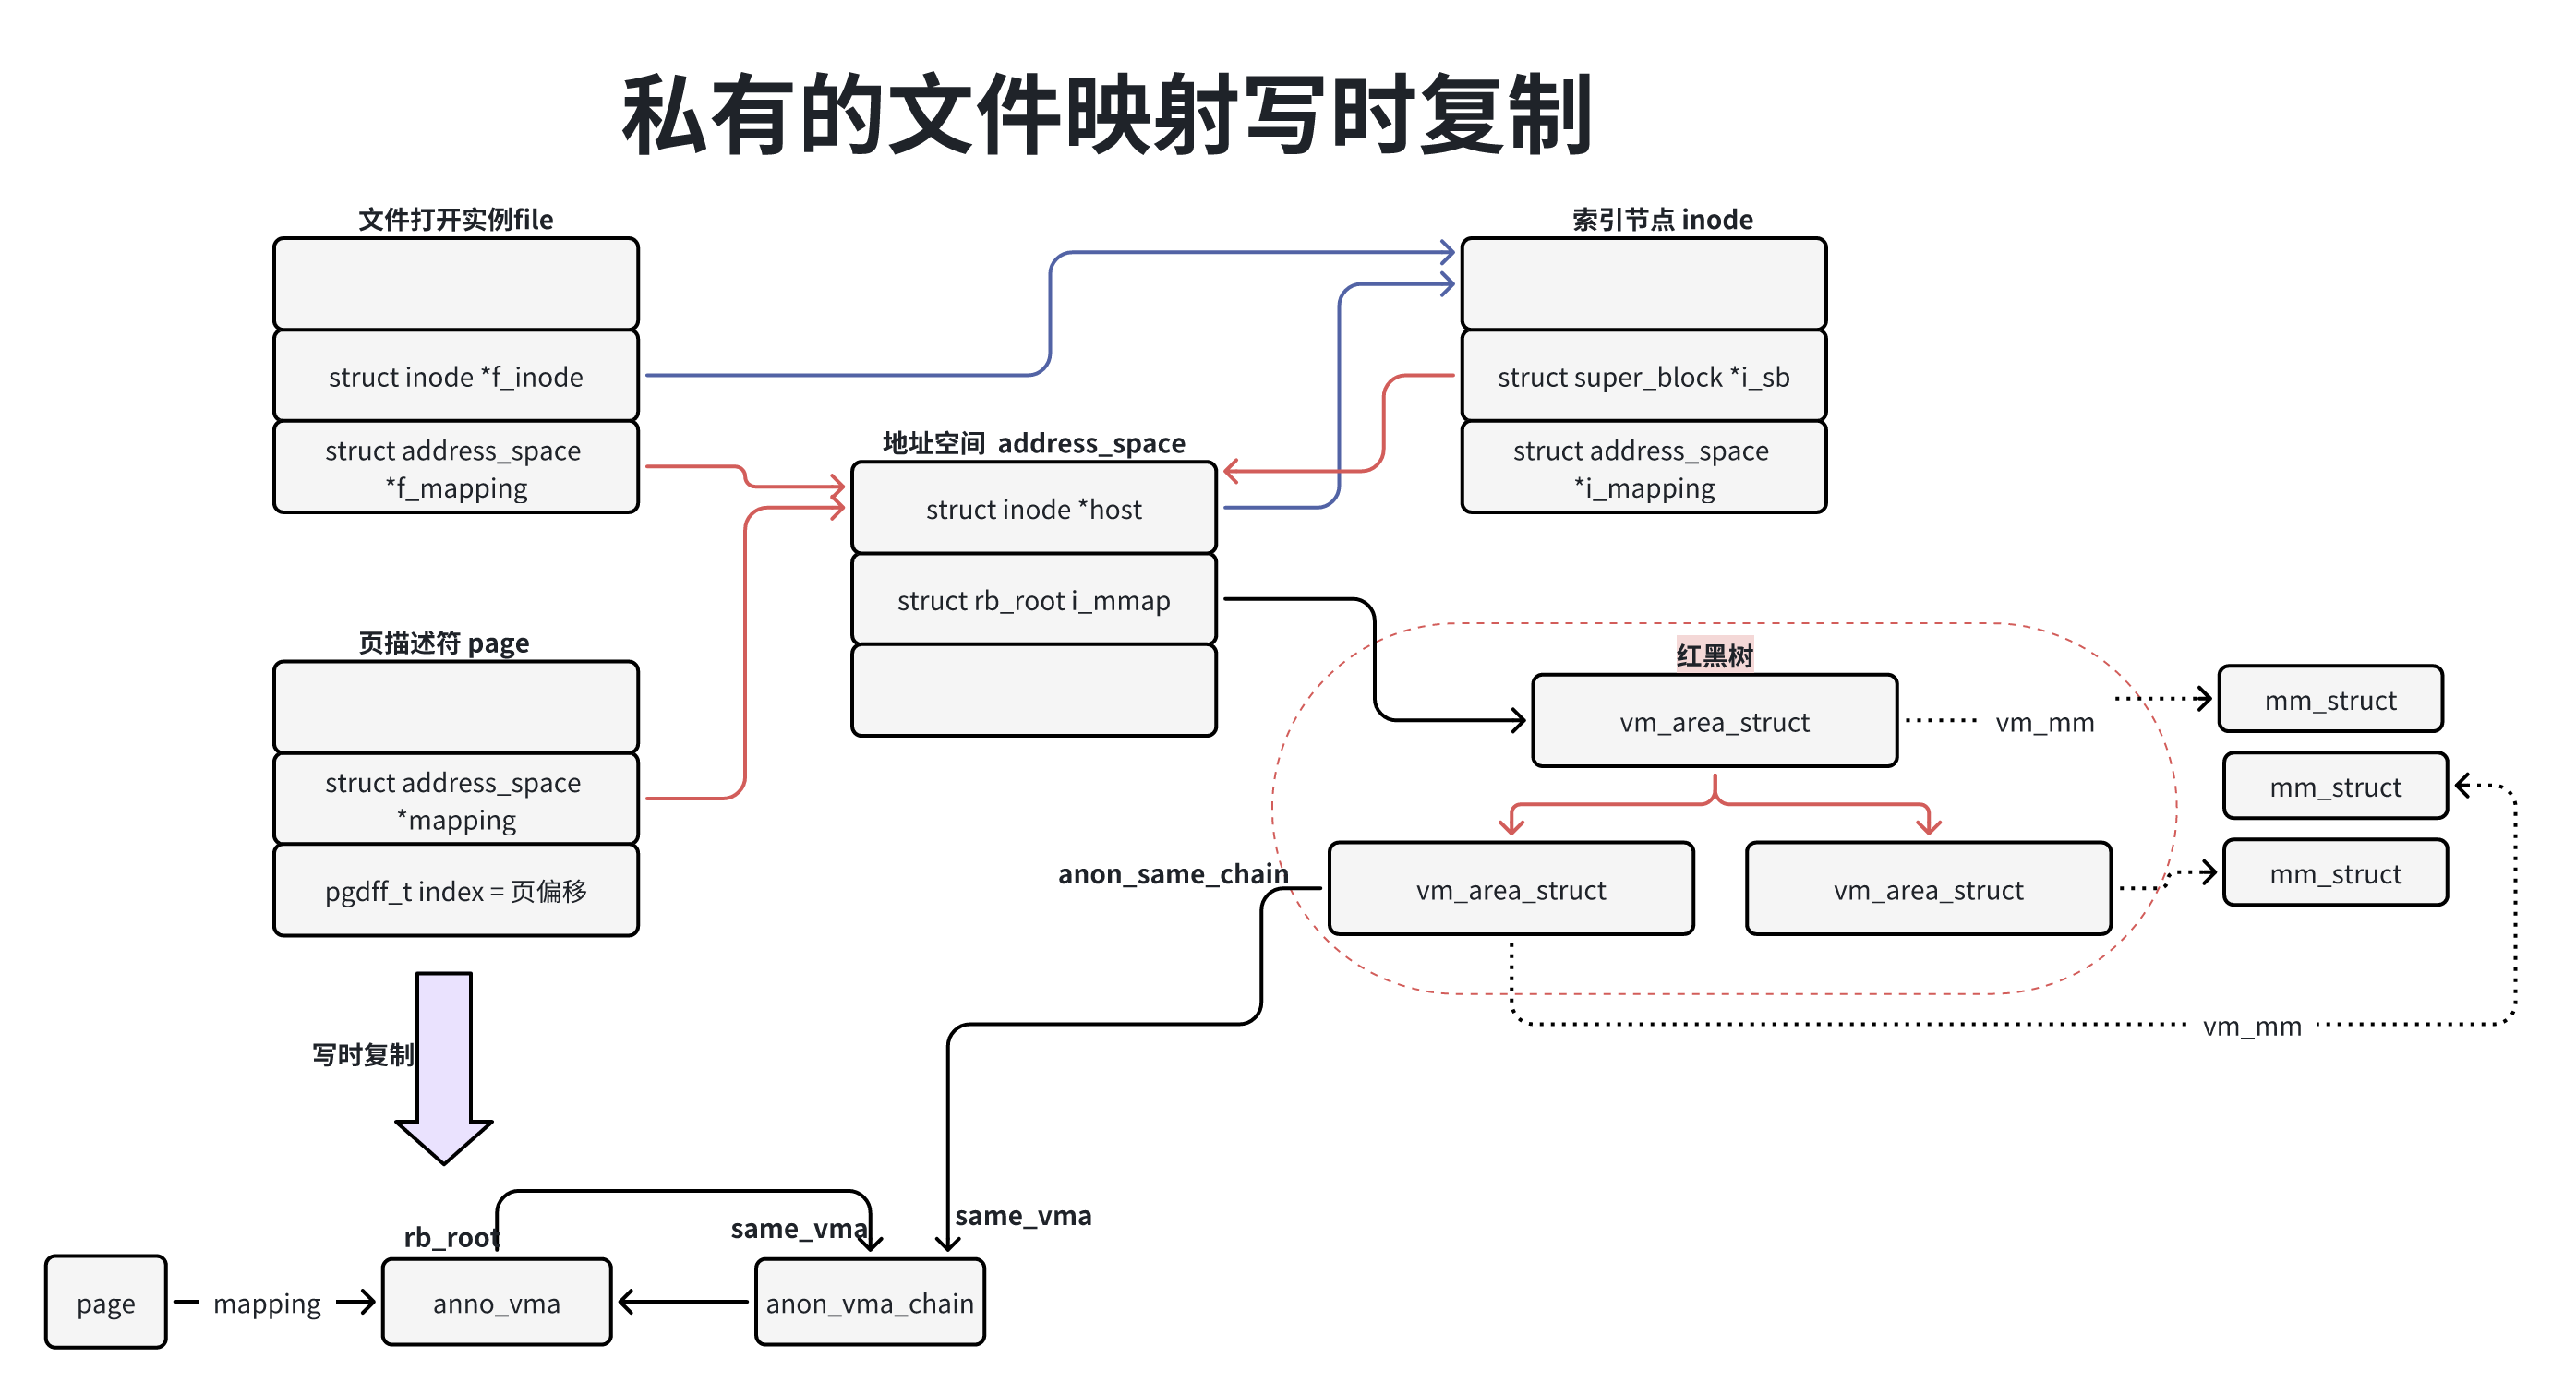 私有的文件映射写时复制
文件打开实例file
struct inode *f_inode
struct address_space
*f_mapping
索引节点 inode
struct super_block *i_sb
struct address_space
*i_mapping
地址空间 address_space
struct inode *host
struct rb_root i_mmap
页描述符 page
struct address_space
*mapping
pgdff_t index = 页偏移
红黑树
vm_area_struct
vm_mm
mm_struct
mm_struct
mm_struct
anon_same_chain
vm_area_struct
vm_area_struct
vm_mm
写时复制
rb_root
same_vma
same_vma
page
mapping
anno_vma
anon_vma_chain